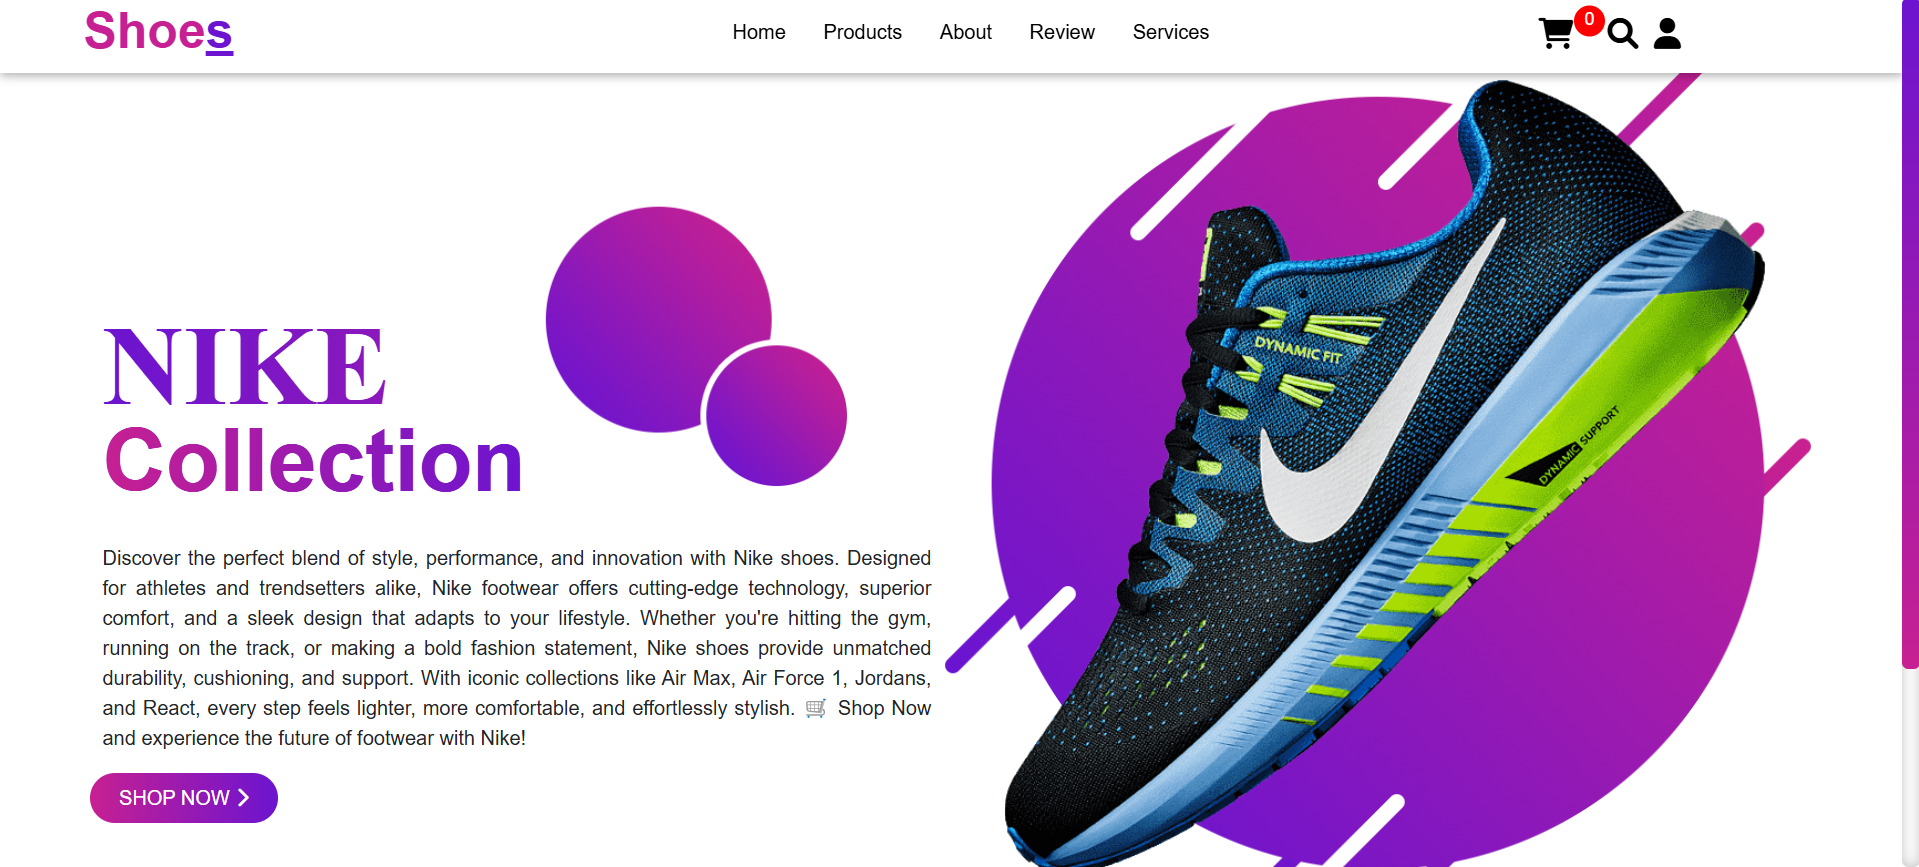 Shoes
Home Products About Review Services
0
NIKE
Collection
Discover the perfect blend of style, performance, and innovation with Nike shoes. Designed
for athletes and trendsetters alike, Nike footwear offers cutting-edge technology, superior
comfort, and a sleek design that adapts to your lifestyle. Whether you're hitting the gym,
running on the track, or making a bold fashion statement, Nike shoes provide unmatched
durability, cushioning, and support. With iconic collections like Air Max, Air Force 1, Jordans,
and React, every step feels lighter, more comfortable, and effortlessly stylish. 🛒 Shop Now
and experience the future of footwear with Nike!
SHOP NOW
DYNAMIC FIT
DYNAMIC SUPPORT